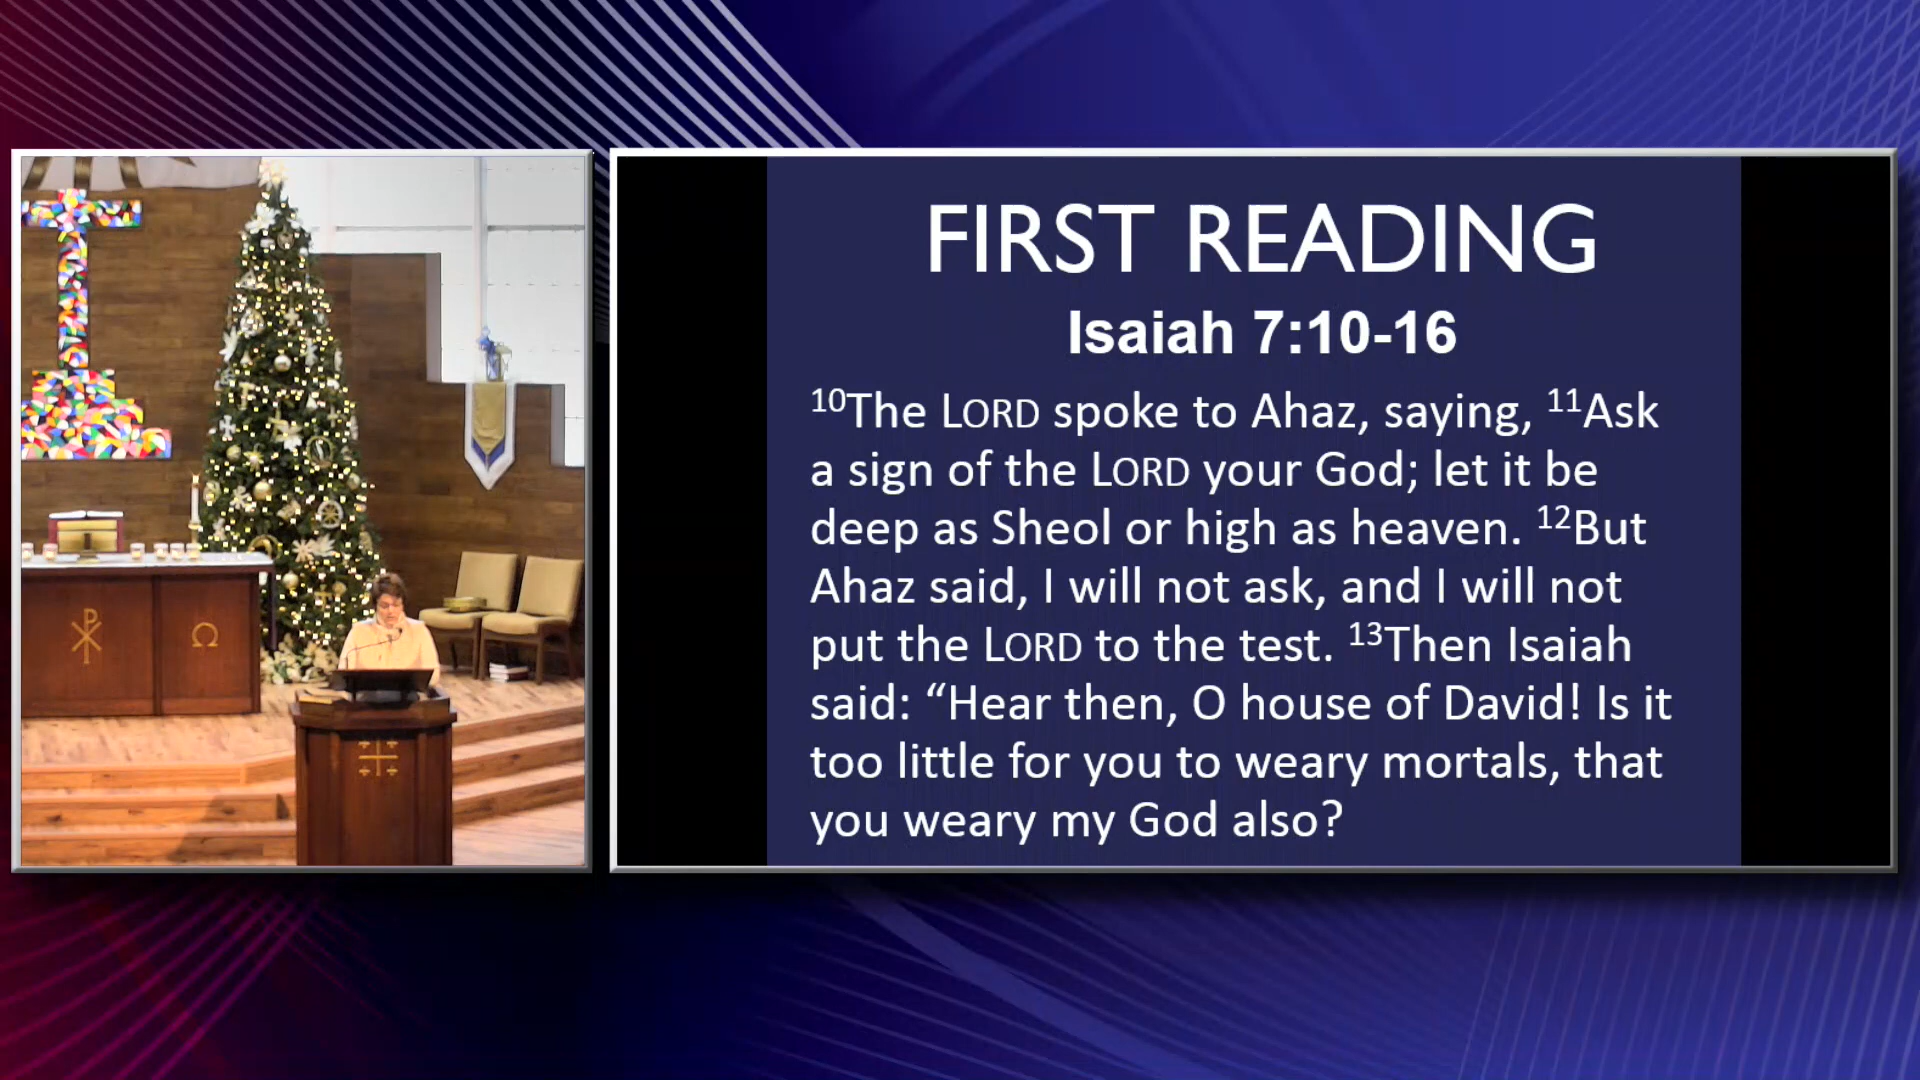 FIRST READING
Isaiah 7:10-16
¹⁰The LORD spoke to Ahaz, saying, ¹¹Ask
a sign of the LORD your God; let it be
deep as Sheol or high as heaven. ¹²But
Ahaz said, I will not ask, and I will not
put the LORD to the test. ¹³Then Isaiah
said: “Hear then, O house of David! Is it
too little for you to weary mortals, that
you weary my God also?
Ω